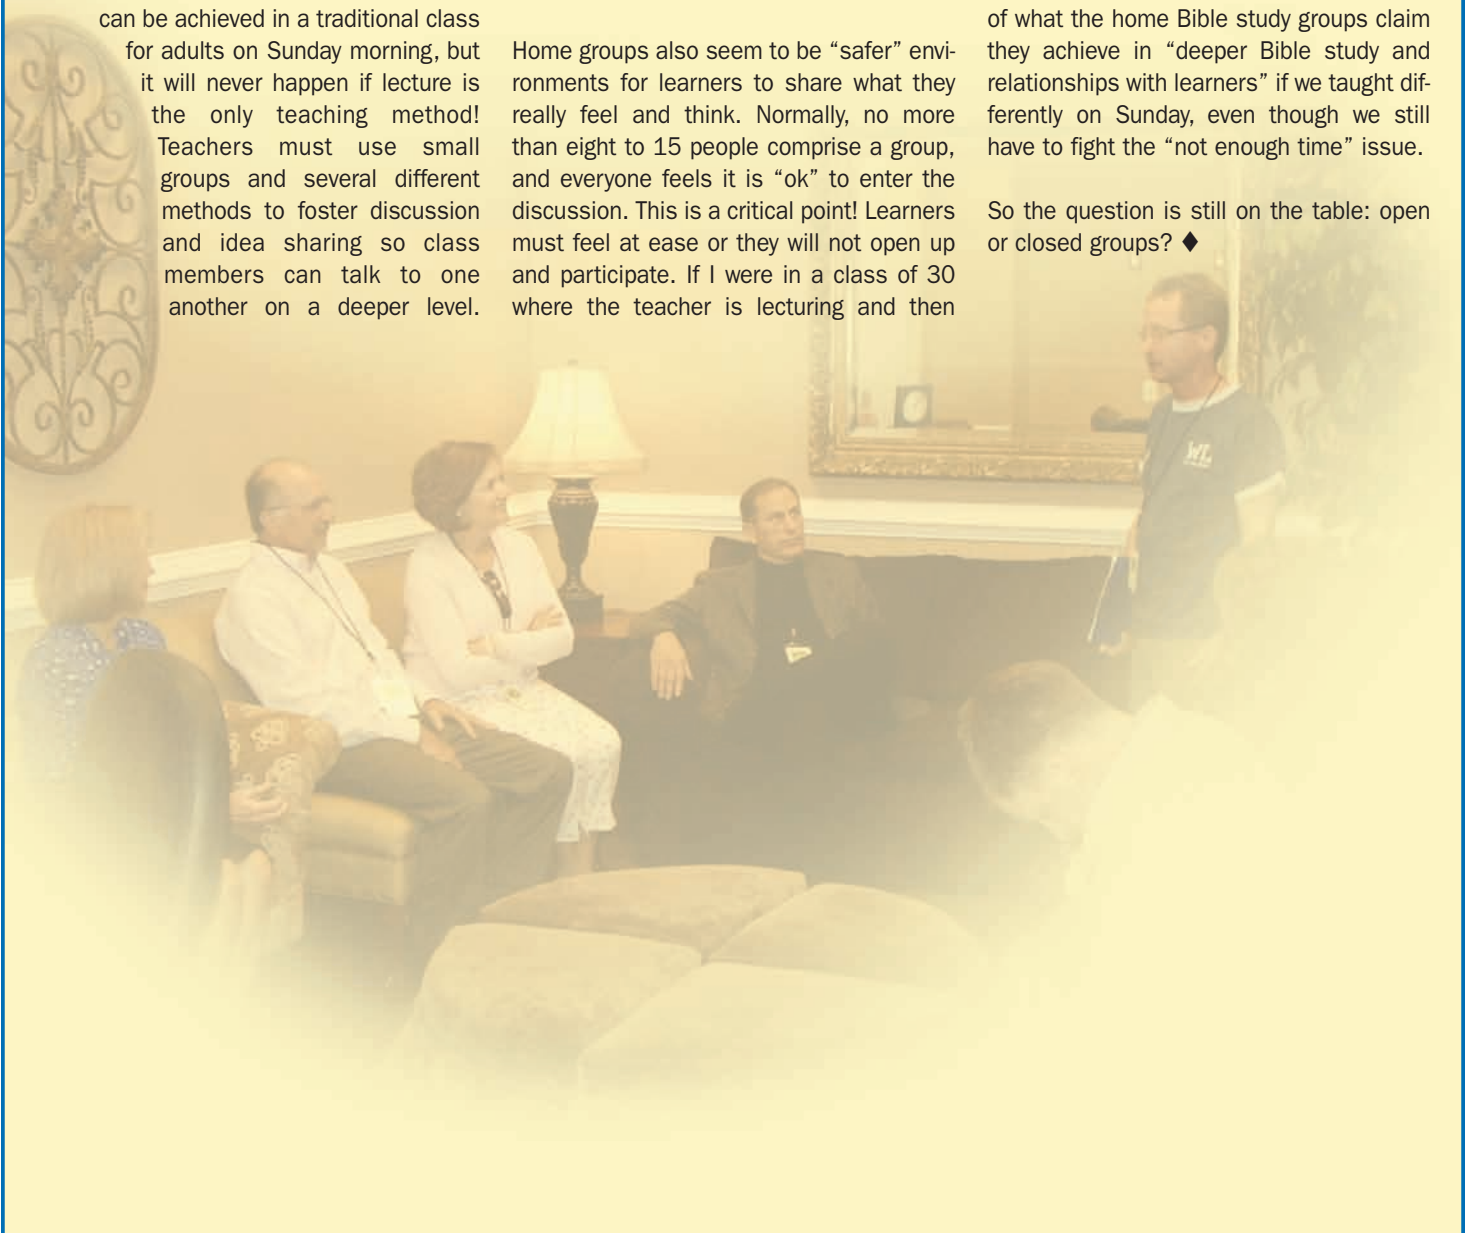 can be achieved in a traditional class
for adults on Sunday morning, but
it will never happen if lecture is
the only teaching method!
Teachers must use small
groups and several different
methods to foster discussion
and idea sharing so class
members can talk to one
another on a deeper level.
Home groups also seem to be “safer” envi-
ronments for learners to share what they
really feel and think. Normally, no more
than eight to 15 people comprise a group,
and everyone feels it is “ok” to enter the
discussion. This is a critical point! Learners
must feel at ease or they will not open up
and participate. If I were in a class of 30
where the teacher is lecturing and then
of what the home Bible study groups claim
they achieve in “deeper Bible study and
relationships with learners” if we taught dif-
ferently on Sunday, even though we still
have to fight the “not enough time” issue.
So the question is still on the table: open
or closed groups? ♦
WL